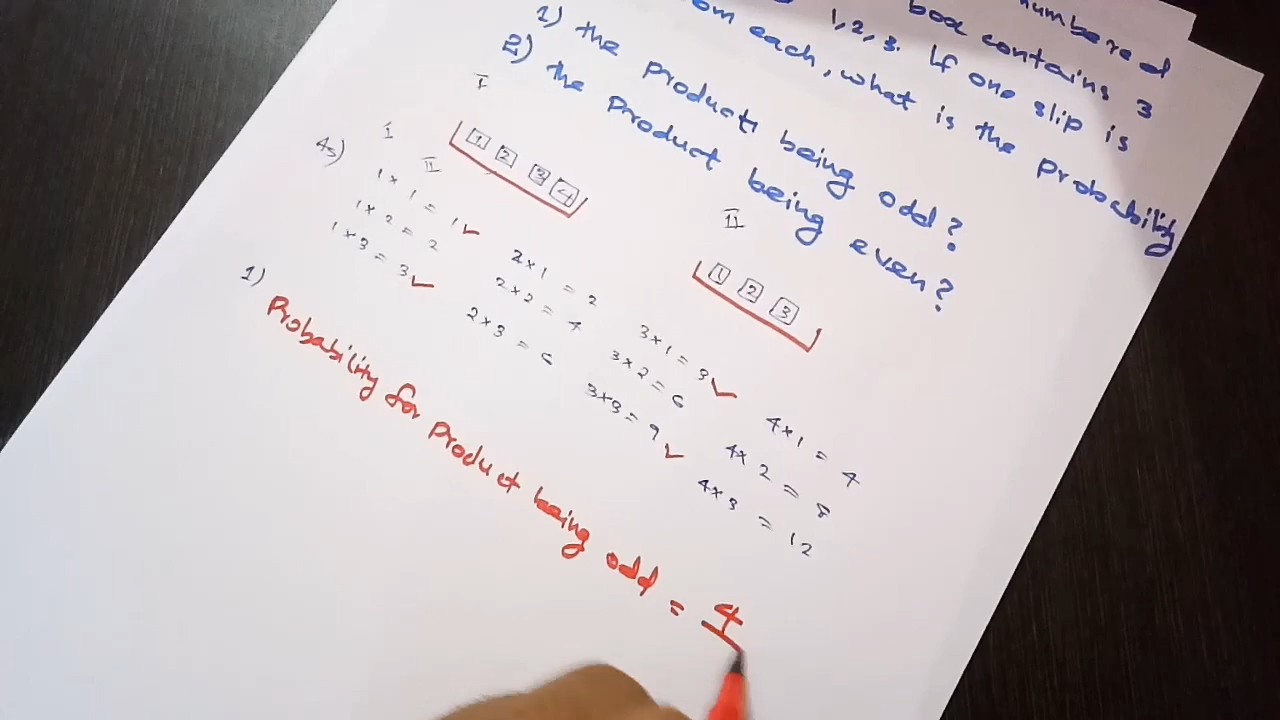 numbered
box contains 3
1, 2, 3. If one slip is
om each, what is the probability
1) the product being odd?
2) the product being even?
I
1 2 3 4
II
1 2 3
4s)
I II
1 × 1 = 1 ✓
1 × 2 = 2
1 × 3 = 3 ✓
2 × 1 = 2
2 × 2 = 4
2 × 3 = 6
3 × 1 = 3 ✓
3 × 2 = 6
3 × 3 = 9 ✓
4 × 1 = 4
4 × 2 = 8
4 × 3 = 12
1) Probability for product being odd = 4